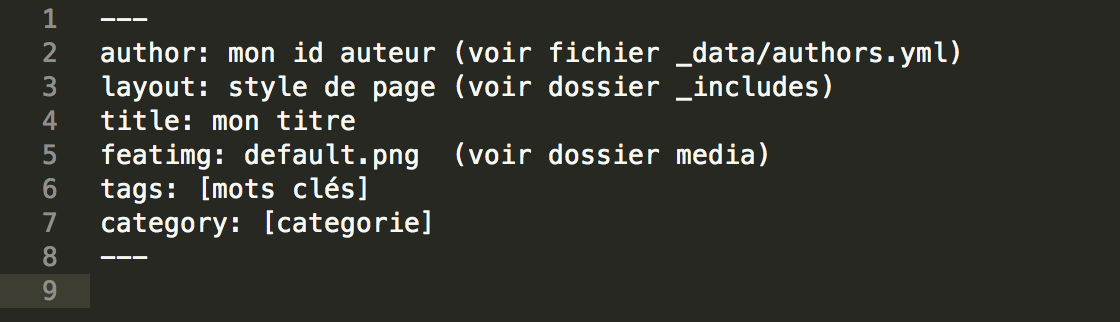 1 ---
2 author: mon id auteur (voir fichier _data/authors.yml)
3 layout: style de page (voir dossier _includes)
4 title: mon titre
5 featimg: default.png  (voir dossier media)
6 tags: [mots clés]
7 category: [categorie]
8 ---
9